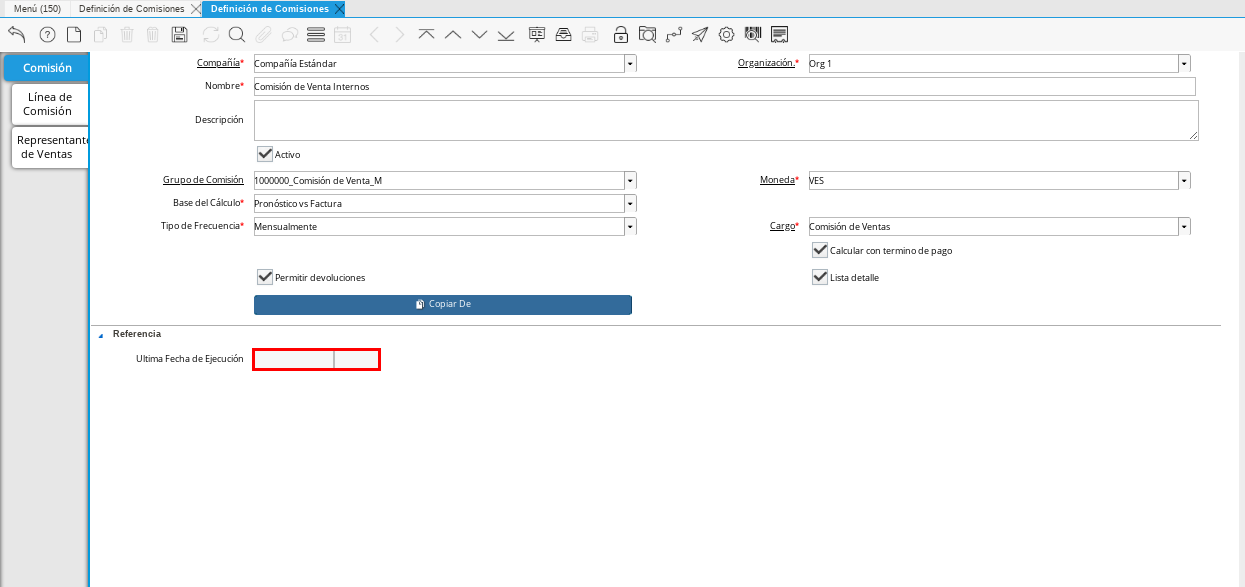 Menú (150) Definición de Comisiones Definición de Comisiones
Comisión
Línea de
Comisión
Representante
de Ventas
Compañía* Compañía Estándar Organización.* Org 1
Nombre* Comisión de Venta Internos
Descripción
Activo
Grupo de Comisión 1000000_Comisión de Venta_M Moneda* VES
Base del Cálculo* Pronóstico vs Factura
Tipo de Frecuencia* Mensualmente Cargo* Comisión de Ventas
Calcular con termino de pago
Permitir devoluciones Lista detalle
Copiar De
Referencia
Ultima Fecha de Ejecución